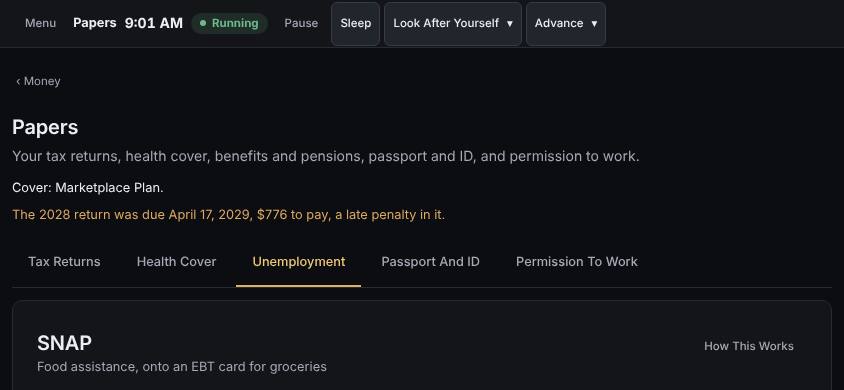 Menu Papers 9:01 AM Running Pause Sleep Look After Yourself ▾ Advance ▾
‹ Money
Papers
Your tax returns, health cover, benefits and pensions, passport and ID, and permission to work.
Cover: Marketplace Plan.
The 2028 return was due April 17, 2029, $776 to pay, a late penalty in it.
Tax Returns Health Cover Unemployment Passport And ID Permission To Work
SNAP
How This Works
Food assistance, onto an EBT card for groceries